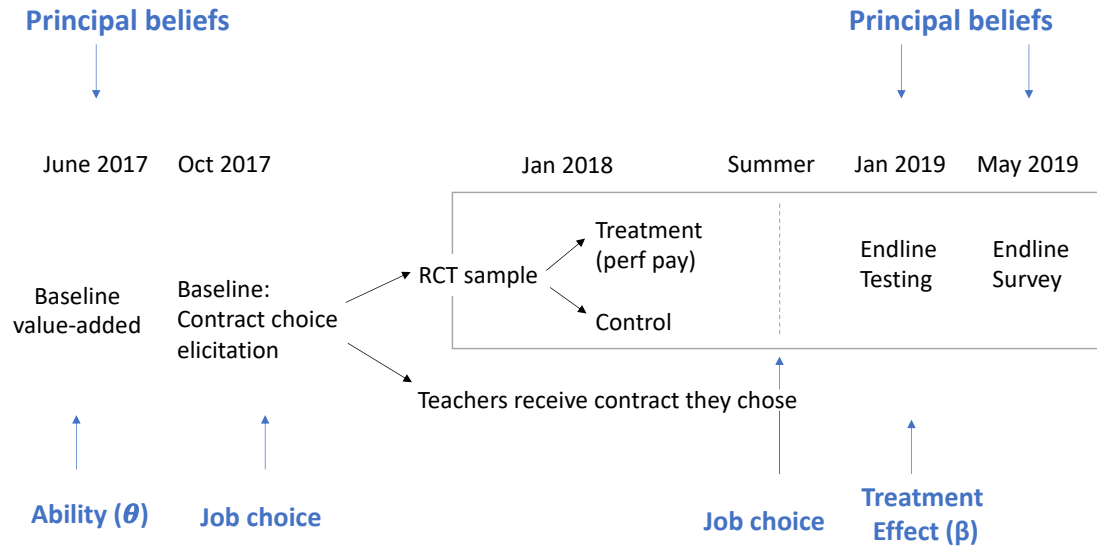 Principal beliefs
Principal beliefs
June 2017
Oct 2017
Jan 2018
Summer
Jan 2019
May 2019
Baseline
value-added
Baseline:
Contract choice
elicitation
RCT sample
Treatment
(perf pay)
Control
Endline
Testing
Endline
Survey
Teachers receive contract they chose
Ability (θ)
Job choice
Job choice
Treatment
Effect (β)